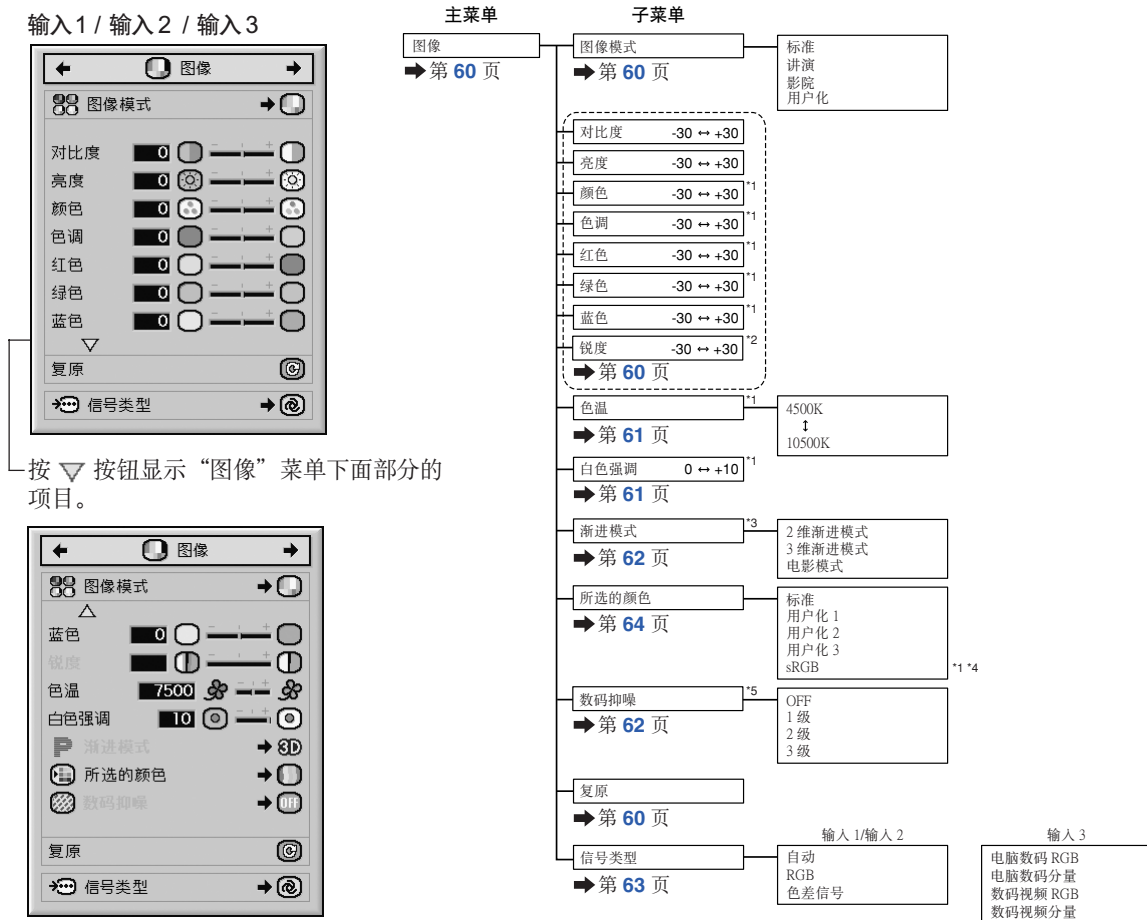 输入1 / 输入2 / 输入3
图像
图像模式
对比度 0
亮度 0
颜色 0
色调 0
红色 0
绿色 0
蓝色 0
复原
信号类型
按 ▽ 按钮显示“图像”菜单下面部分的
项目。
图像
图像模式
蓝色 0
锐度
色温 7500
白色强调 10
P 渐进模式 3D
所选的颜色
数码抑噪 OFF
复原
信号类型
主菜单
图像
➡第 60 页
子菜单
图像模式
➡第 60 页
标准
讲演
影院
用户化
对比度 -30 ↔ +30
亮度 -30 ↔ +30
颜色 -30 ↔ +30 *1
色调 -30 ↔ +30 *1
红色 -30 ↔ +30 *1
绿色 -30 ↔ +30 *1
蓝色 -30 ↔ +30 *1
锐度 -30 ↔ +30 *2
➡第 60 页
色温 *1
➡第 61 页
4500K
↕
10500K
白色强调 0 ↔ +10 *1
➡第 61 页
渐进模式 *3
➡第 62 页
2 维渐进模式
3 维渐进模式
电影模式
所选的颜色
➡第 64 页
标准
用户化 1
用户化 2
用户化 3
sRGB *1 *4
数码抑噪 *5
➡第 62 页
OFF
1 级
2 级
3 级
复原
➡第 60 页
信号类型
➡第 63 页
输入 1/输入 2
自动
RGB
色差信号
输入 3
电脑数码 RGB
电脑数码分量
数码视频 RGB
数码视频分量